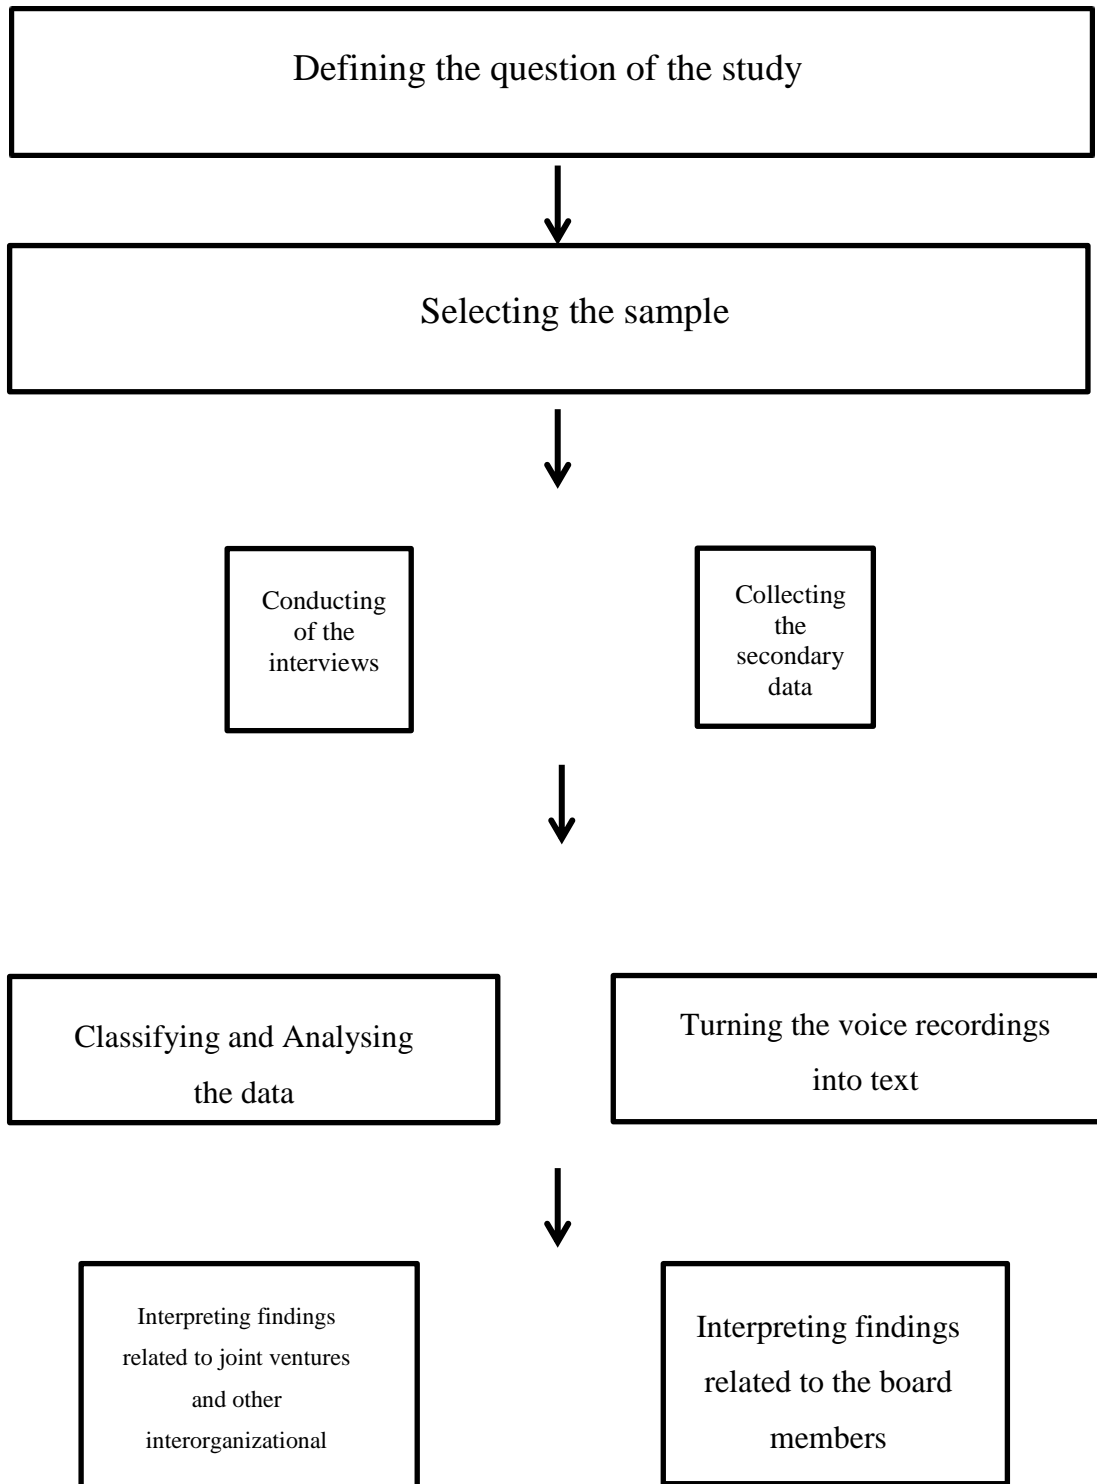 Defining the question of the study
Selecting the sample
Conducting
of the
interviews
Collecting
the
secondary
data
Classifying and Analysing
the data
Turning the voice recordings
into text
Interpreting findings
related to joint ventures
and other
interorganizational
Interpreting findings
related to the board
members